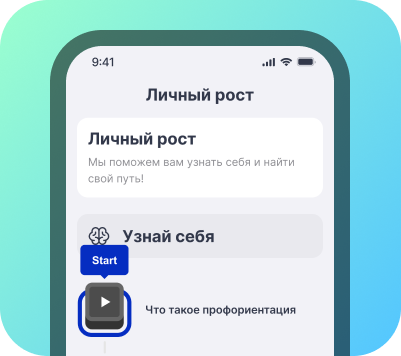 9:41
Личный рост
Личный рост
Мы поможем вам узнать себя и найти
свой путь!
Узнай себя
Start
Что такое профориентация